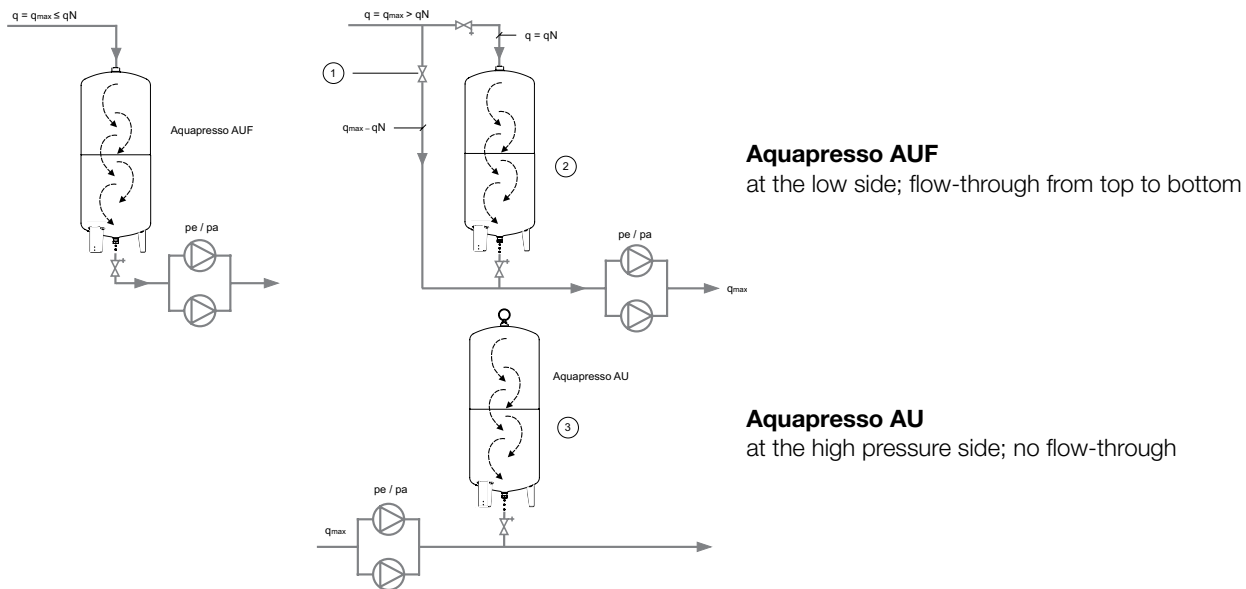 q = qmax ≤ qN
q = qmax > qN
q = qN
1
Aquapresso AUF
qmax – qN
2
pe / pa
pe / pa
qmax
Aquapresso AUF
at the low side; flow-through from top to bottom
Aquapresso AU
3
pe / pa
qmax
Aquapresso AU
at the high pressure side; no flow-through